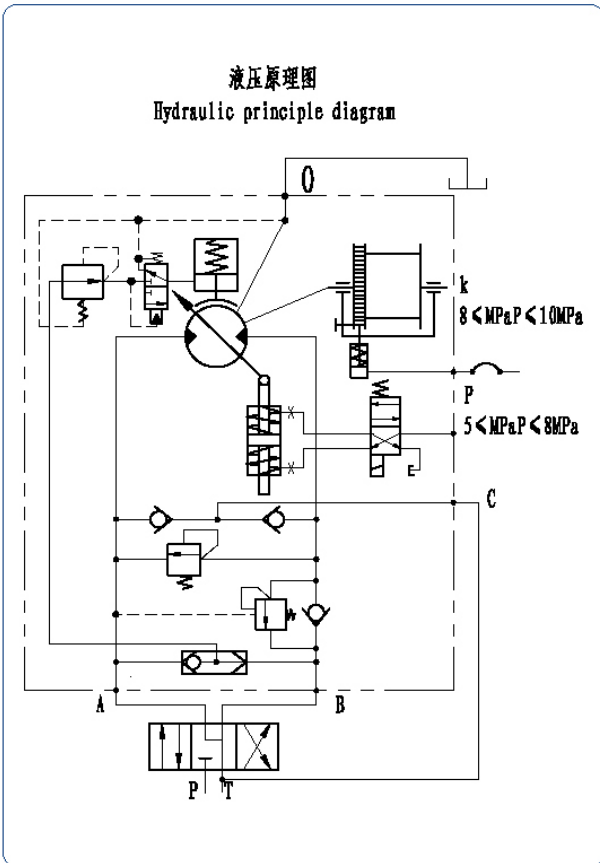 液压原理图
Hydraulic principle diagram
O
k
8≤MPaP≤10MPa
P
5≤MPaP≤8MPa
E
C
A
B
P T